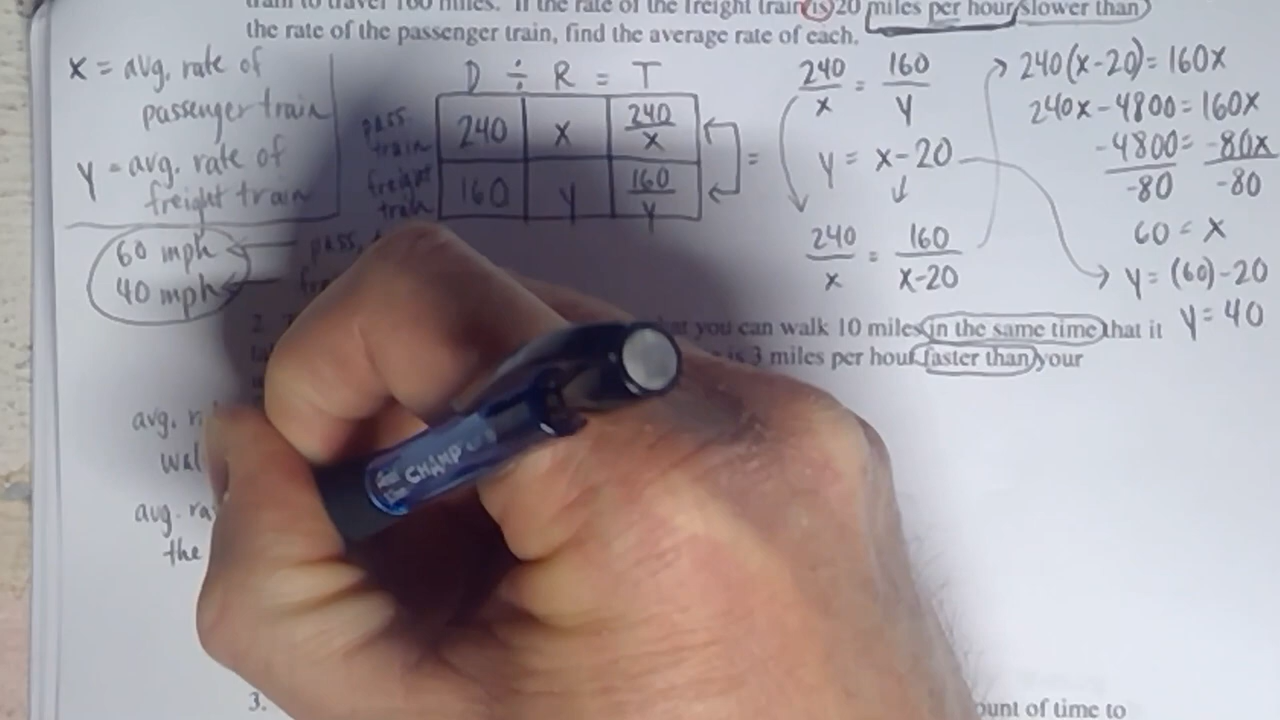 train to travel 160 miles. If the rate of the freight train is 20 miles per hour slower than
the rate of the passenger train, find the average rate of each.
x = avg. rate of
passenger train
y = avg. rate of
freight train
60 mph
40 mph
pass.
D ÷ R = T
pass. train 240 x 240/x
freight train 160 y 160/y
=
240/x = 160/y
y = x-20
240/x = 160/x-20
240(x-20) = 160x
240x - 4800 = 160x
-4800 = -80x
-80 -80
60 = x
y = (60)-20
y = 40
2. you can walk 10 miles in the same time that it
is 3 miles per hour faster than your
avg.
avg.
the
CHAMP
3. of time to